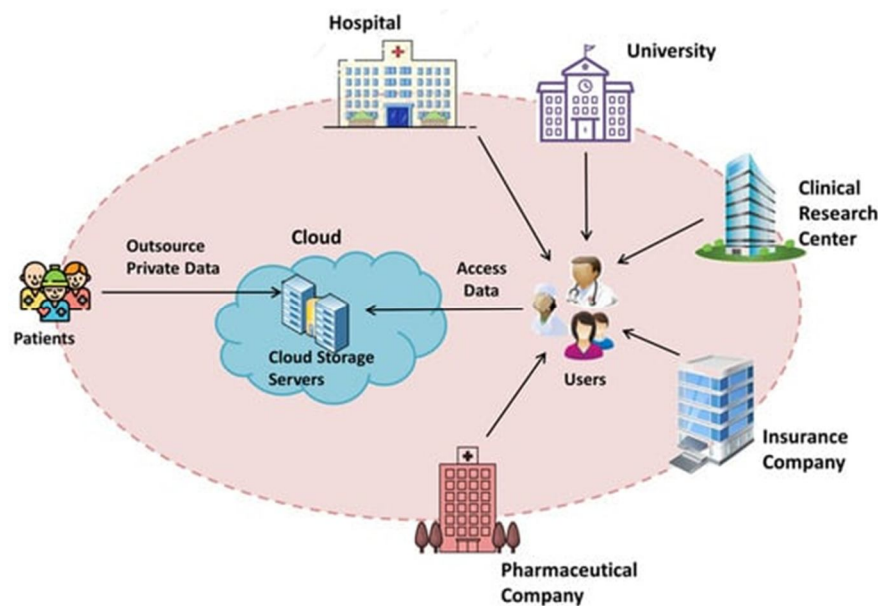 Hospital
University
Clinical
Research
Center
Outsource
Private Data
Cloud
Access
Data
Patients
Cloud Storage
Servers
Users
Insurance
Company
Pharmaceutical
Company